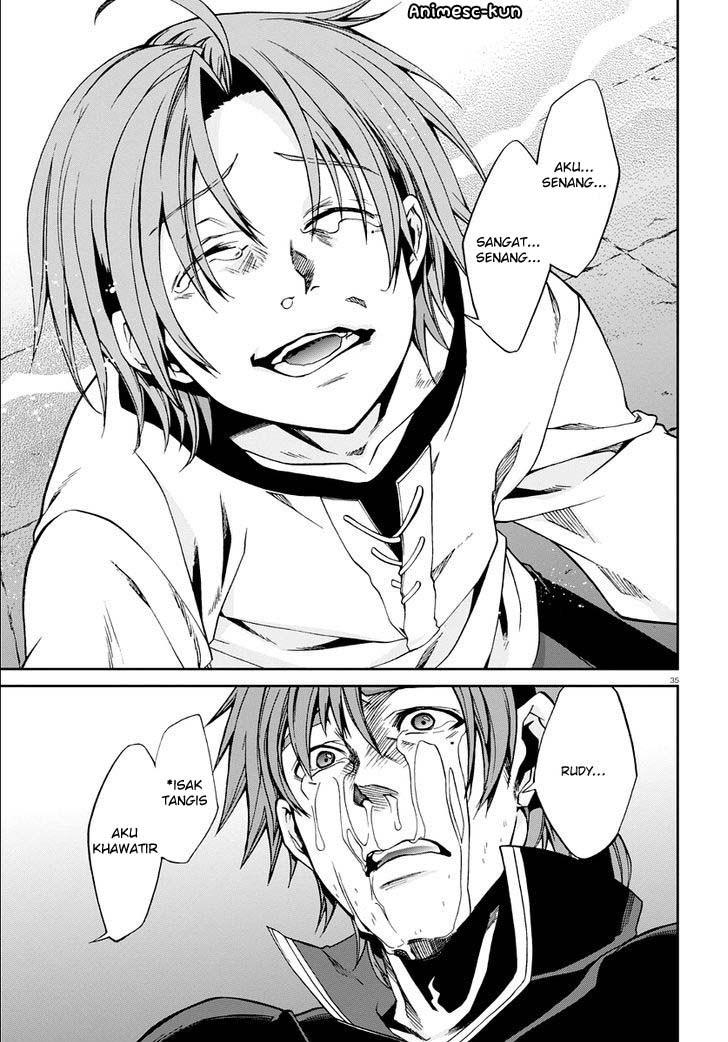 Animesc-kun
AKU...
SENANG...
SANGAT...
SENANG...
35
RUDY...
*ISAK
TANGIS
AKU
KHAWATIR